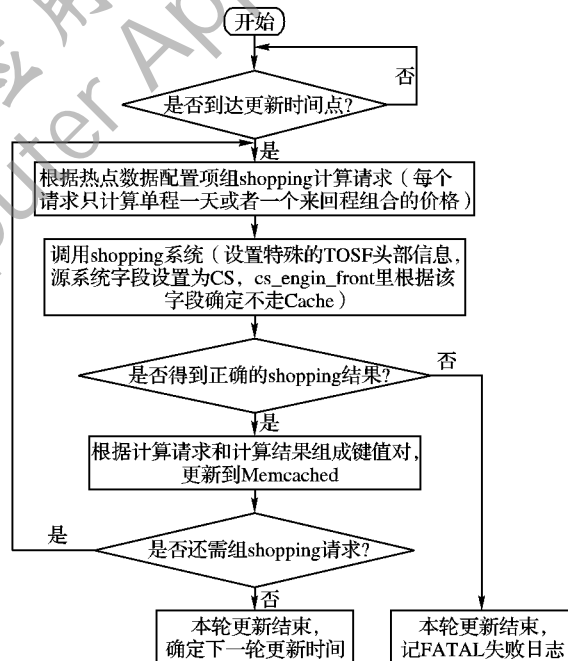 应用
Computer App
开始
否
是否到达更新时间点?
是
根据热点数据配置项组shopping计算请求（每个
请求只计算单程一天或者一个来回程组合的价格）
调用shopping系统（设置特殊的TOSF头部信息,
源系统字段设置为CS，cs_engin_front里根据该
字段确定不走Cache）
否
是否得到正确的shopping结果?
是
根据计算请求和计算结果组成键值对,
更新到Memcached
是
是否还需组shopping请求?
否
本轮更新结束,
确定下一轮更新时间
本轮更新结束,
记FATAL失败日志